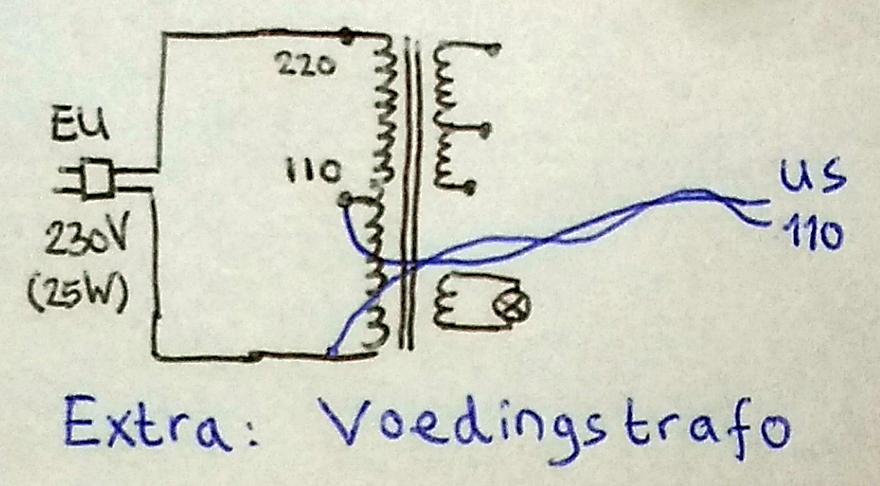 220
EU
110
230V
(25W)
US
110
Extra: Voedingstrafo